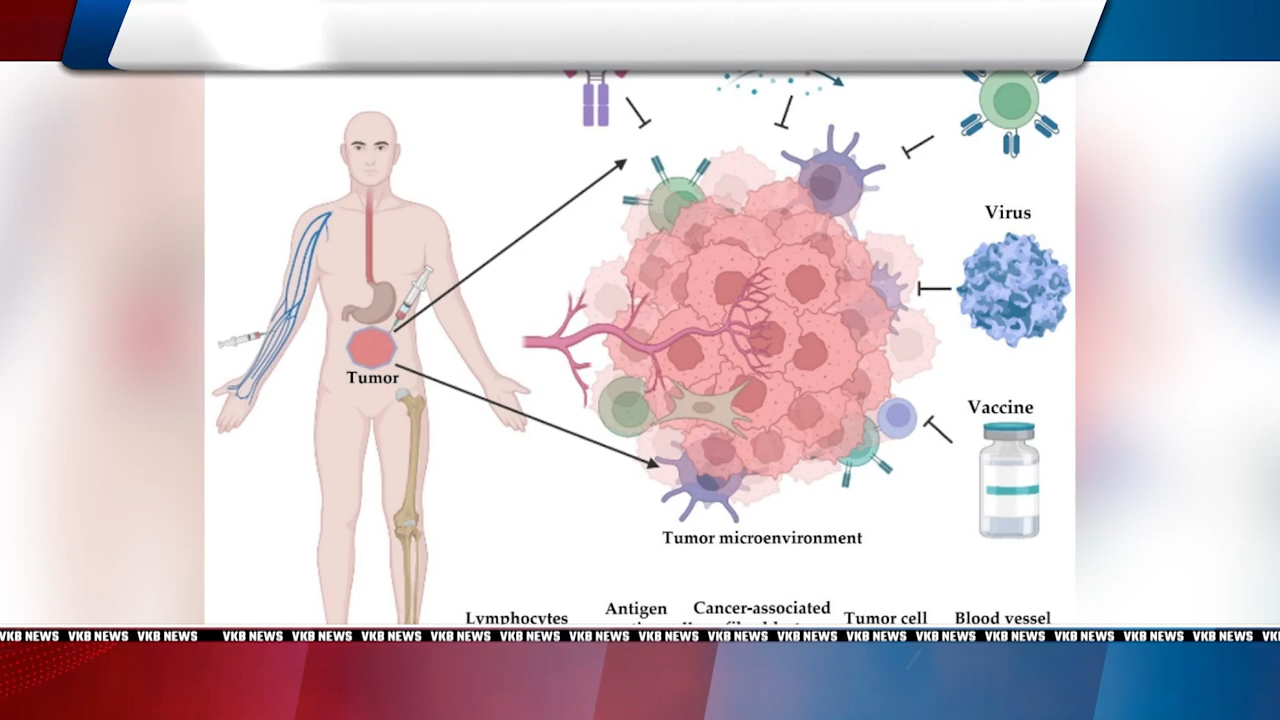 Virus
Tumor
Vaccine
Tumor microenvironment
Lymphocytes
Antigen
Cancer-associated
Tumor cell
Blood vessel
VKB NEWS VKB NEWS VKB NEWS VKB NEWS VKB NEWS VKB NEWS VKB NEWS VKB NEWS VKB NEWS VKB NEWS VKB NEWS VKB NEWS VKB NEWS VKB NEWS VKB NEWS VKB NEWS VKB NEWS VKB NEWS